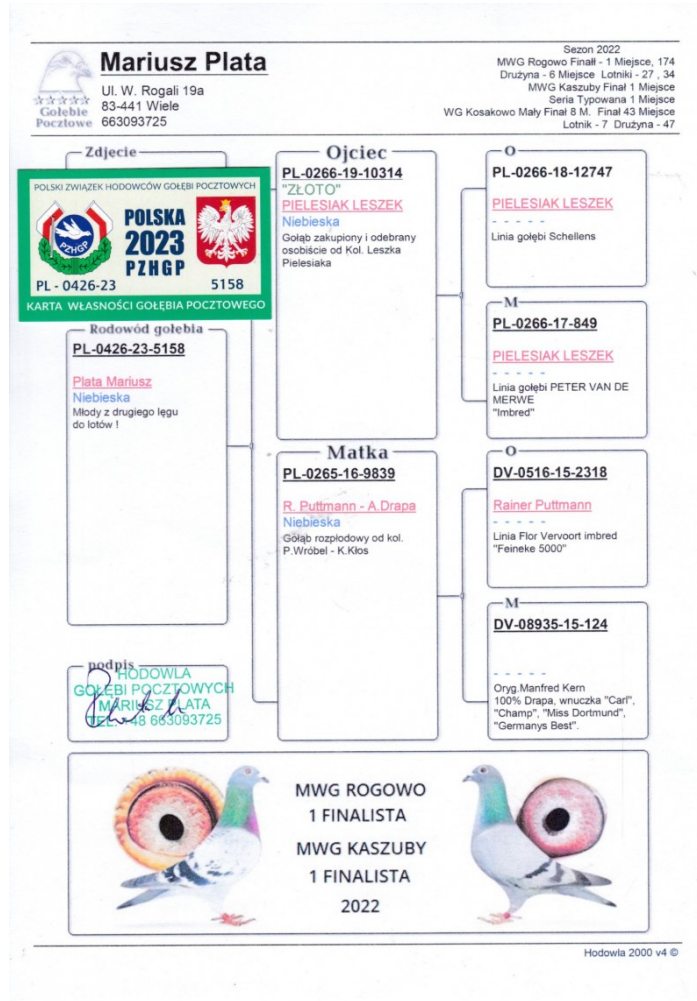 Mariusz Plata
Ul. W. Rogali 19a
83-441 Wiele
663093725
Gołebie
Pocztowe
Sezon 2022
MWG Rogowo Finałł - 1 Miejsce, 174
Drużyna - 6 Miejsce Lotniki - 27 , 34
MWG Kaszuby Finał 1 Miejsce
Seria Typowana 1 Miejsce
WG Kosakowo Mały Finał 8 M. Finał 43 Miejsce
Lotnik - 7 Drużyna - 47
Zdjecie
POLSKI ZWIĄZEK HODOWCÓW GOŁĘBI POCZTOWYCH
PZHGP
POLSKA
2023
PZHGP
PL - 0426-23
5158
KARTA WŁASNOŚCI GOŁĘBIA POCZTOWEGO
Rodowód gołebia
PL-0426-23-5158
Plata Mariusz
Niebieska
Młody z drugiego lęgu
do lotów !
Ojciec
PL-0266-19-10314
"ZŁOTO"
PIELESIAK LESZEK
Niebieska
Gołąb zakupiony i odebrany
osobiście od Kol. Leszka
Pielesiaka
Matka
PL-0265-16-9839
R. Puttmann - A.Drapa
Niebieska
Gołąb rozpłodowy od kol.
P.Wróbel - K.Kłos
O
PL-0266-18-12747
PIELESIAK LESZEK
- - - - -
Linia gołębi Schellens
M
PL-0266-17-849
PIELESIAK LESZEK
- - - - -
Linia gołębi PETER VAN DE
MERWE
"Imbred"
O
DV-0516-15-2318
Rainer Puttmann
- - - - -
Linia Flor Vervoort imbred
"Feineke 5000"
M
DV-08935-15-124
- - - - -
Oryg.Manfred Kern
100% Drapa, wnuczka "Carl",
"Champ", "Miss Dortmund",
"Germanys Best".
podpis
HODOWLA
GOŁĘBI POCZTOWYCH
MARIUSZ PLATA
TEL. +48 663093725
MWG ROGOWO
1 FINALISTA
MWG KASZUBY
1 FINALISTA
2022
Hodowla 2000 v4 ©